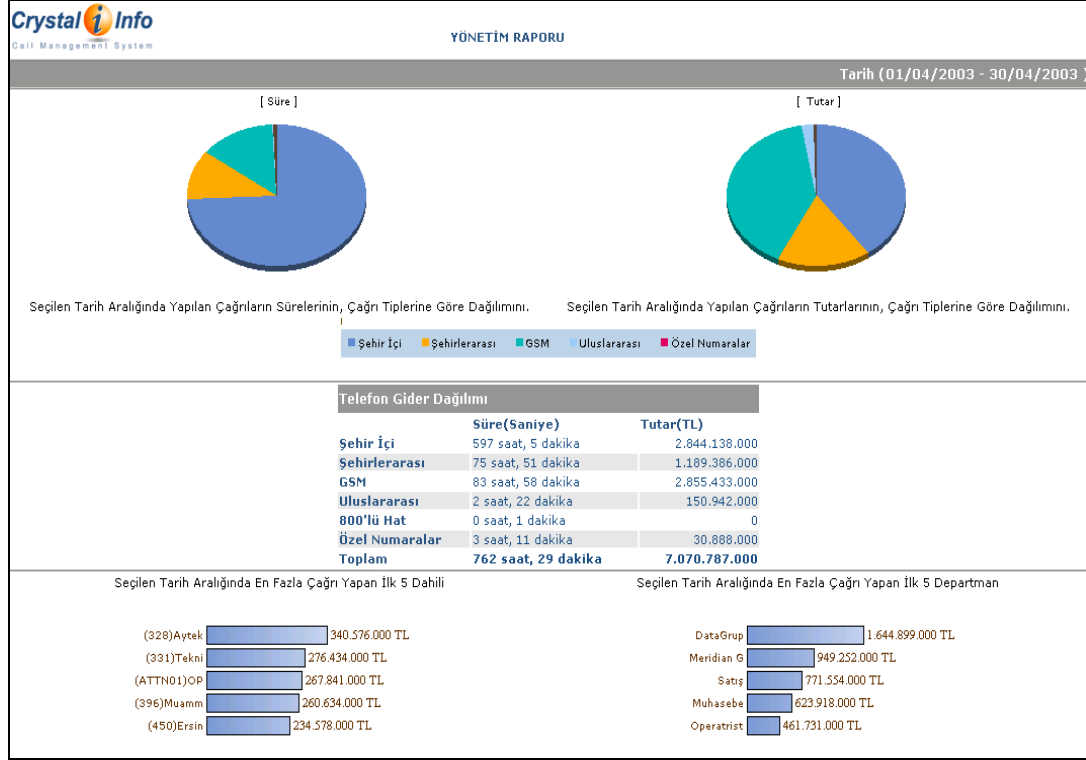 Crystal i Info
Call Management System
YÖNETİM RAPORU
Tarih (01/04/2003 - 30/04/2003 )
[ Süre ]
[ Tutar ]
Seçilen Tarih Aralığında Yapılan Çağrıların Sürelerinin, Çağrı Tiplerine Göre Dağılımını.
Seçilen Tarih Aralığında Yapılan Çağrıların Tutarlarının, Çağrı Tiplerine Göre Dağılımını.
Şehir İçi Şehirlerarası GSM Uluslararası Özel Numaralar
Telefon Gider Dağılımı
Süre(Saniye) Tutar(TL)
Şehir İçi 597 saat, 5 dakika 2.844.138.000
Şehirlerarası 75 saat, 51 dakika 1.189.386.000
GSM 83 saat, 58 dakika 2.855.433.000
Uluslararası 2 saat, 22 dakika 150.942.000
800'lü Hat 0 saat, 1 dakika 0
Özel Numaralar 3 saat, 11 dakika 30.888.000
Toplam 762 saat, 29 dakika 7.070.787.000
Seçilen Tarih Aralığında En Fazla Çağrı Yapan İlk 5 Dahili
(328)Aytek 340.576.000 TL
(331)Tekni 276.434.000 TL
(ATTN01)OP 267.841.000 TL
(396)Muamm 260.634.000 TL
(450)Ersin 234.578.000 TL
Seçilen Tarih Aralığında En Fazla Çağrı Yapan İlk 5 Departman
DataGrup 1.644.899.000 TL
Meridian G 949.252.000 TL
Satış 771.554.000 TL
Muhasebe 623.918.000 TL
Operatrist 461.731.000 TL